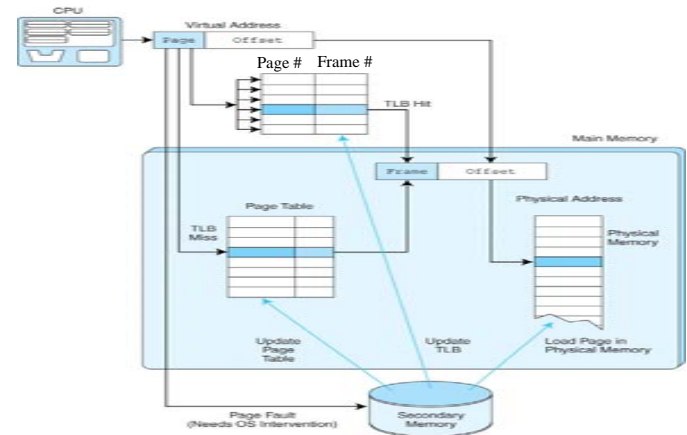 CPU
Virtual Address
Page Offset
Page # Frame #
TLB Hit
Main Memory
Frame Offset
Page Table
Physical Address
TLB
Miss
Physical
Memory
Update
Page
Table
Update
TLB
Load Page in
Physical Memory
Page Fault
(Needs OS Intervention)
Secondary
Memory